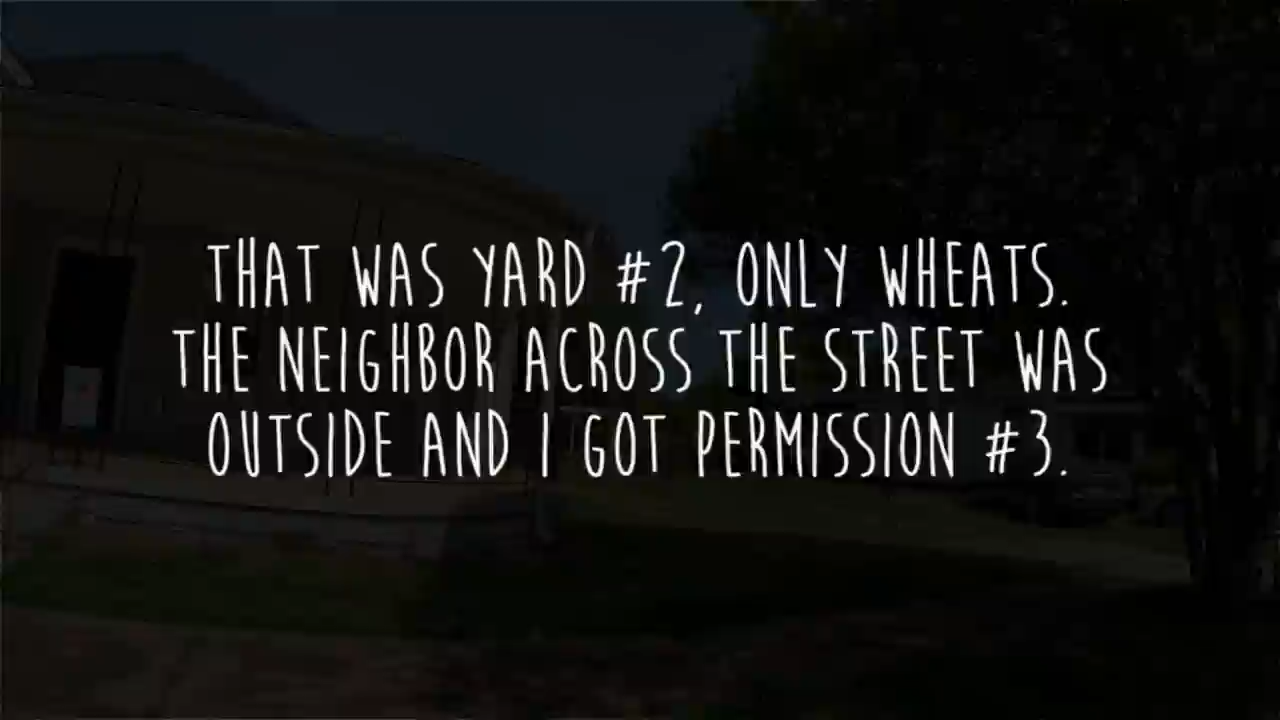 THAT WAS YARD #2, ONLY WHEATS.
THE NEIGHBOR ACROSS THE STREET WAS
OUTSIDE AND I GOT PERMISSION #3.